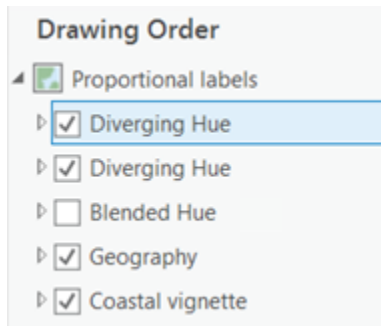 Drawing Order
Proportional labels
Diverging Hue
Diverging Hue
Blended Hue
Geography
Coastal vignette